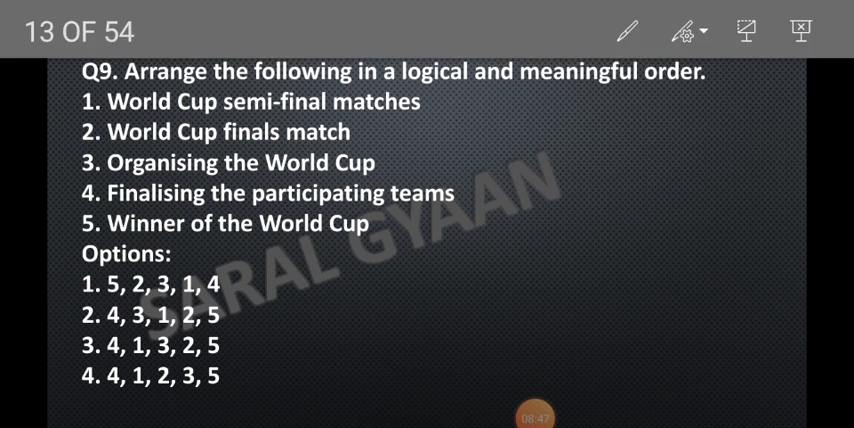 13 OF 54
Q9. Arrange the following in a logical and meaningful order.
1. World Cup semi-final matches
2. World Cup finals match
3. Organising the World Cup
4. Finalising the participating teams
5. Winner of the World Cup
Options:
1. 5, 2, 3, 1, 4
2. 4, 3, 1, 2, 5
3. 4, 1, 3, 2, 5
4. 4, 1, 2, 3, 5
SARAL GYAAN
08:47